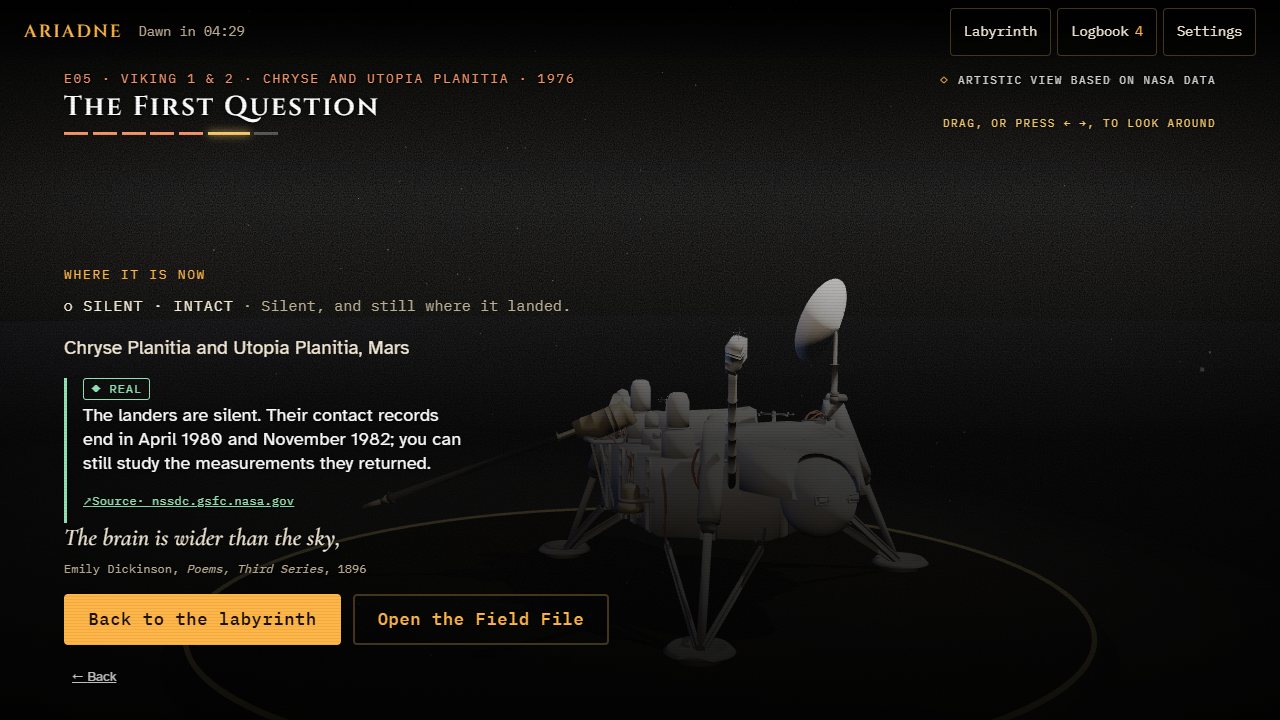 ARIADNE Dawn in 04:29
Labyrinth Logbook 4 Settings
E05 · VIKING 1 & 2 · CHRYSE AND UTOPIA PLANITIA · 1976
The First Question
◇ ARTISTIC VIEW BASED ON NASA DATA
DRAG, OR PRESS ← →, TO LOOK AROUND
WHERE IT IS NOW
o SILENT · INTACT · Silent, and still where it landed.
Chryse Planitia and Utopia Planitia, Mars
◆ REAL
The landers are silent. Their contact records
end in April 1980 and November 1982; you can
still study the measurements they returned.
↗Source· nssdc.gsfc.nasa.gov
The brain is wider than the sky,
Emily Dickinson, Poems, Third Series, 1896
Back to the labyrinth Open the Field File
← Back